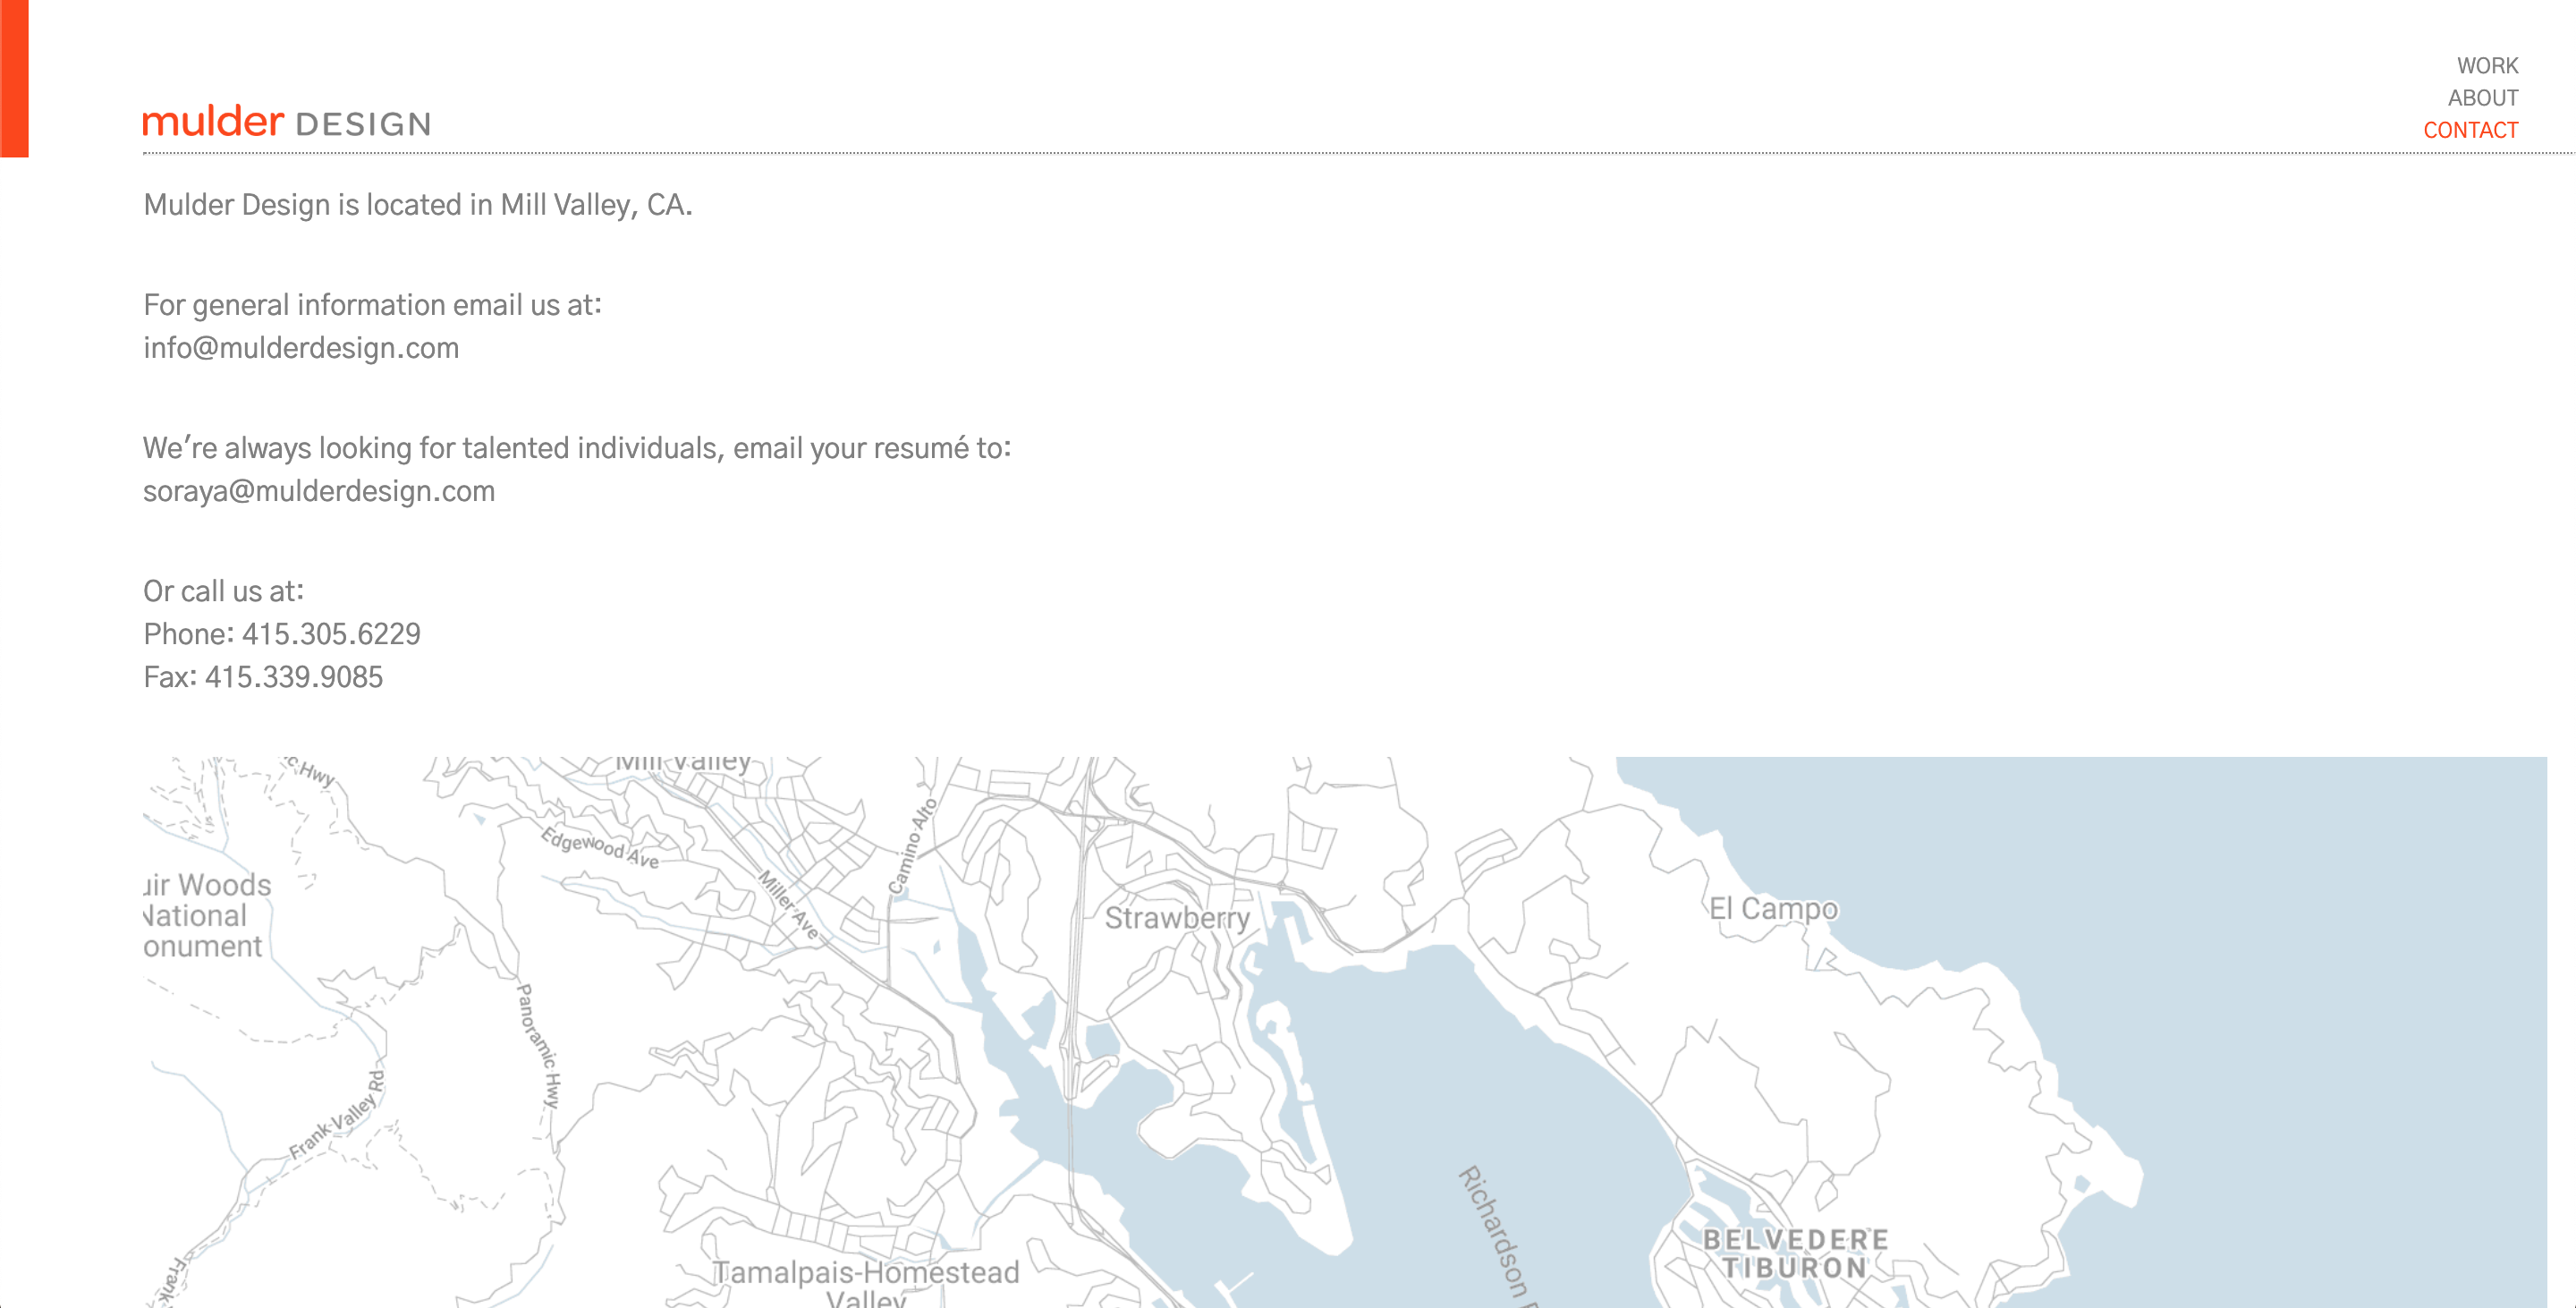 WORK
ABOUT
CONTACT
mulder DESIGN
Mulder Design is located in Mill Valley, CA.
For general information email us at:
info@mulderdesign.com
We're always looking for talented individuals, email your resumé to:
soraya@mulderdesign.com
Or call us at:
Phone: 415.305.6229
Fax: 415.339.9085
Mill Valley
Hwy
Camino Alto
Edgewood Ave
Miller Ave
uir Woods
National
onument
Strawberry
El Campo
Panoramic Hwy
Frank Valley Rd
Richardson
BELVEDERE
TIBURON
Tamalpais-Homestead
Valley
Frank